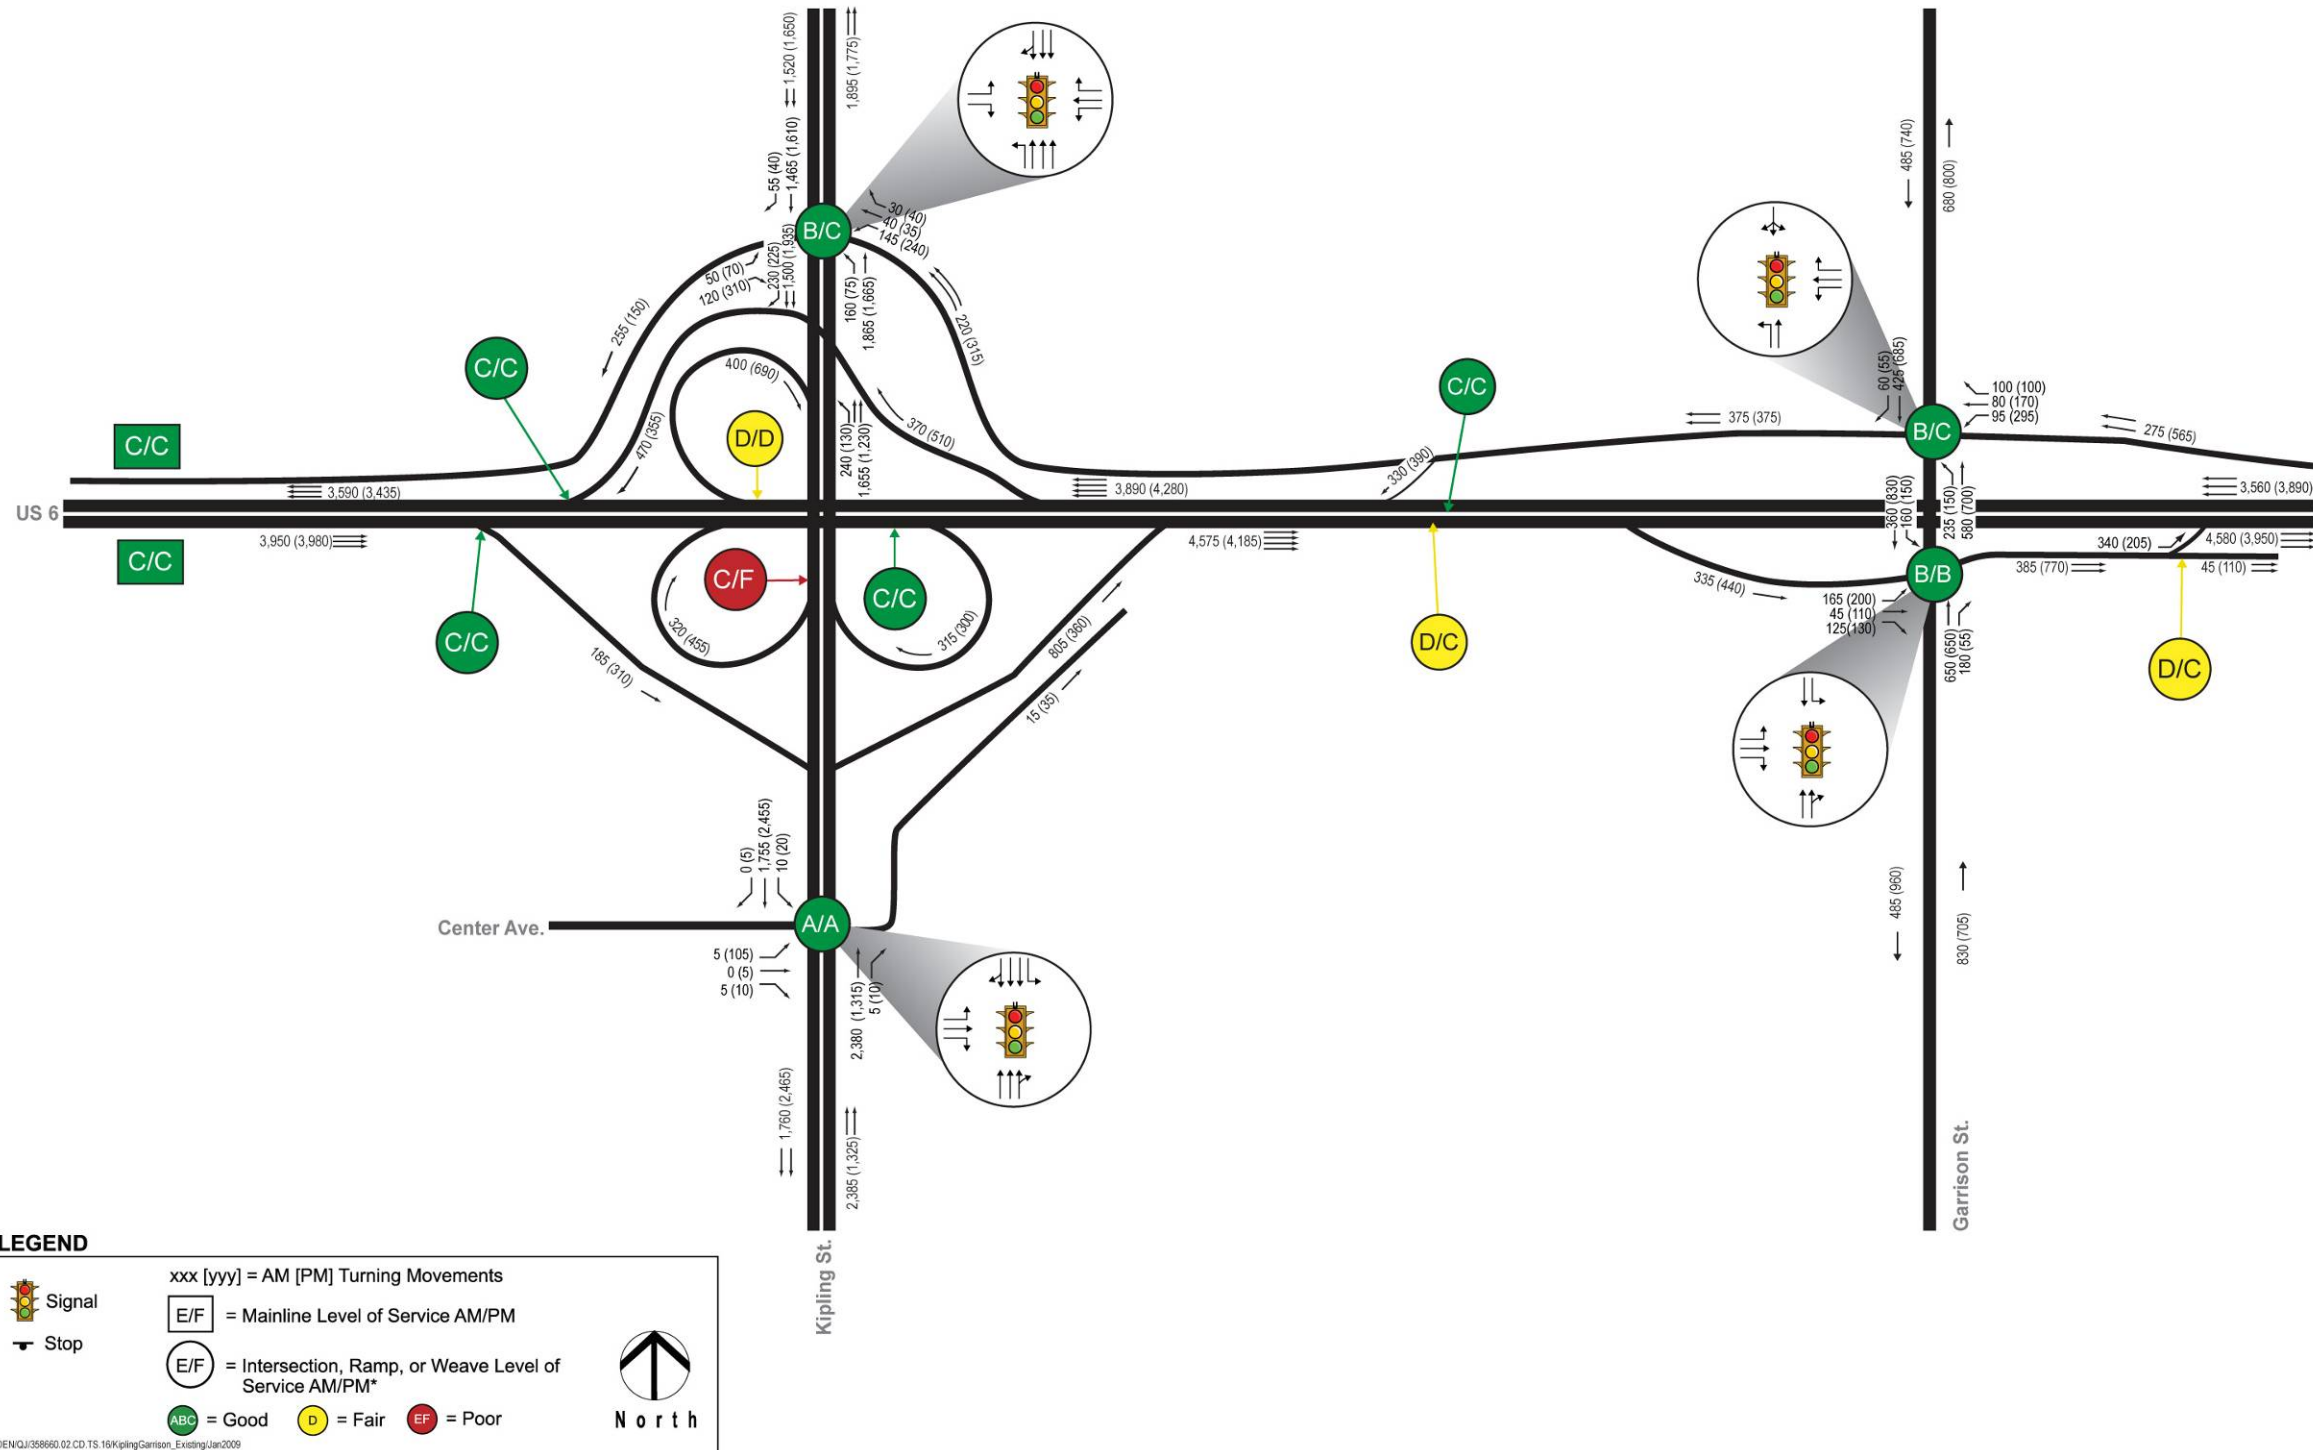 1,520 (1,650)
1,895 (1,775)
55 (40)
1,465 (1,610)
B/C
30 (40)
40 (35)
145 (240)
50 (70)
120 (310)
230 (225)
1,500 (1,935)
160 (75)
1,865 (1,665)
255 (150)
220 (315)
485 (740)
680 (800)
C/C
400 (690)
D/D
470 (355)
240 (130)
1,655 (1,230)
370 (510)
C/C
330 (390)
375 (375)
60 (55)
425 (685)
100 (100)
80 (170)
95 (295)
B/C
275 (565)
C/C
3,590 (3,435)
3,890 (4,280)
3,560 (3,890)
US 6
3,950 (3,980)
4,575 (4,185)
360 (830)
160 (150)
235 (150)
580 (700)
340 (205)
4,580 (3,950)
C/C
C/F
C/C
C/C
320 (455)
315 (300)
185 (310)
805 (360)
15 (35)
D/C
335 (440)
B/B
385 (770)
45 (110)
165 (200)
45 (110)
125(130)
650 (650)
180 (55)
D/C
0 (5)
1,755 (2,455)
10 (20)
Center Ave.
A/A
5 (105)
0 (5)
5 (10)
2,380 (1,315)
5 (10)
485 (960)
830 (705)
1,760 (2,465)
2,385 (1,325)
Kipling St.
Garrison St.
LEGEND
Signal
Stop
xxx [yyy] = AM [PM] Turning Movements
E/F = Mainline Level of Service AM/PM
E/F = Intersection, Ramp, or Weave Level of
Service AM/PM*
ABC = Good D = Fair EF = Poor
North
DEN/QJ/358660.02.CD.TS.16/KiplingGarrison_Existing/Jan2009